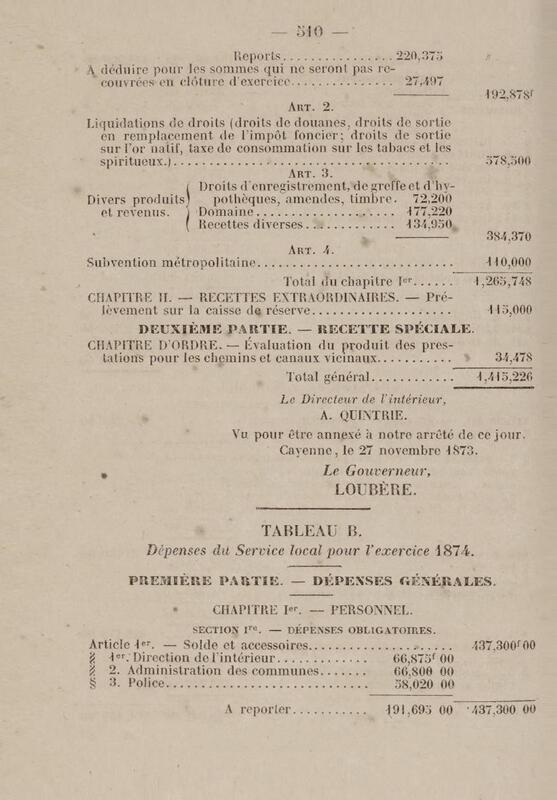 — 510 —
Reports............... 220,375 »
A déduire pour les sommes qui ne seront pas re-
couvrées en clôture d'exercice............... 27,497
192,878f
ART. 2.
Liquidations de droits (droits de douanes, droits de sortie
en remplacement de l'impôt foncier; droits de sortie
sur l'or natif, taxe de consommation sur les tabacs et les
spiritueux.)........................................ 578,500
ART. 3.
Droits d'enregistrement, de greffe et d'hy-
Divers produits pothèques, amendes, timbre. 72,200
et revenus. Domaine..................... 177,220
Recettes diverses............. 134,950
384,370
ART. 4.
Subvention métropolitaine............................ 110,000
Total du chapitre Ier...... 1,265,748
CHAPITRE II. — RECETTES EXTRAORDINAIRES. — Pré-
lèvement sur la caisse de réserve.................... 115,000
DEUXIÈME PARTIE. — RECETTE SPÉCIALE.
CHAPITRE D'ORDRE. — Évaluation du produit des pres-
tations pour les chemins et canaux vicinaux........... 34,478
Total général............ 1,415,226
Le Directeur de l'intérieur,
A. QUINTRIE.
Vu pour être annexé à notre arrêté de ce jour.
Cayenne, le 27 novembre 1873.
Le Gouverneur,
LOUBÈRE.
TABLEAU B.
Dépenses du Service local pour l'exercice 1874.
PREMIÈRE PARTIE. — DÉPENSES GÉNÉRALES.
CHAPITRE Ier. — PERSONNEL.
SECTION Ire. — DÉPENSES OBLIGATOIRES.
Article 1er. — Solde et accessoires.................... 437,300f00
§ 1er. Direction de l'intérieur............. 66,875f 00
§ 2. Administration des communes....... 66,800 00
§ 3. Police............................. 58,020 00
A reporter........... 191,695 00 437,300 00